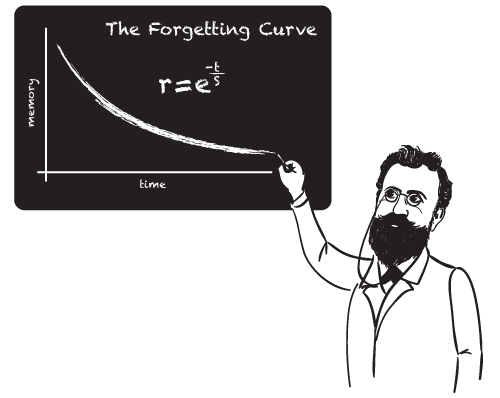 The Forgetting Curve
r=e^(-t/S)
memory
time